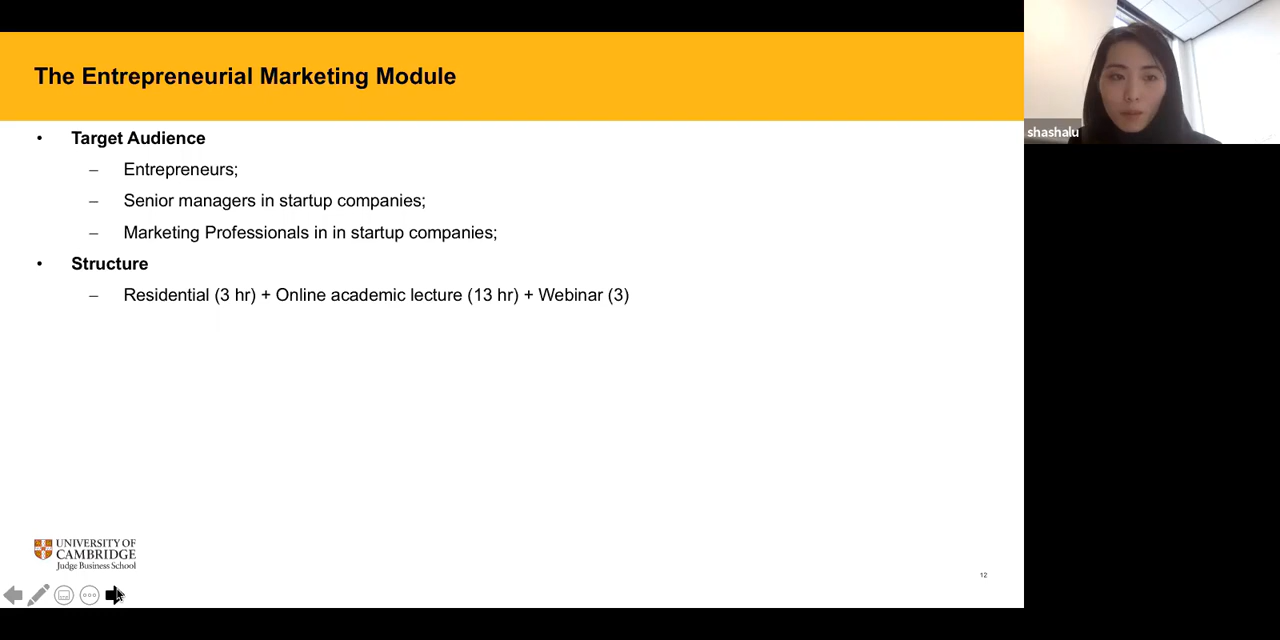 The Entrepreneurial Marketing Module
• Target Audience
– Entrepreneurs;
– Senior managers in startup companies;
– Marketing Professionals in in startup companies;
• Structure
– Residential (3 hr) + Online academic lecture (13 hr) + Webinar (3)
shashalu
UNIVERSITY OF
CAMBRIDGE
Judge Business School
12